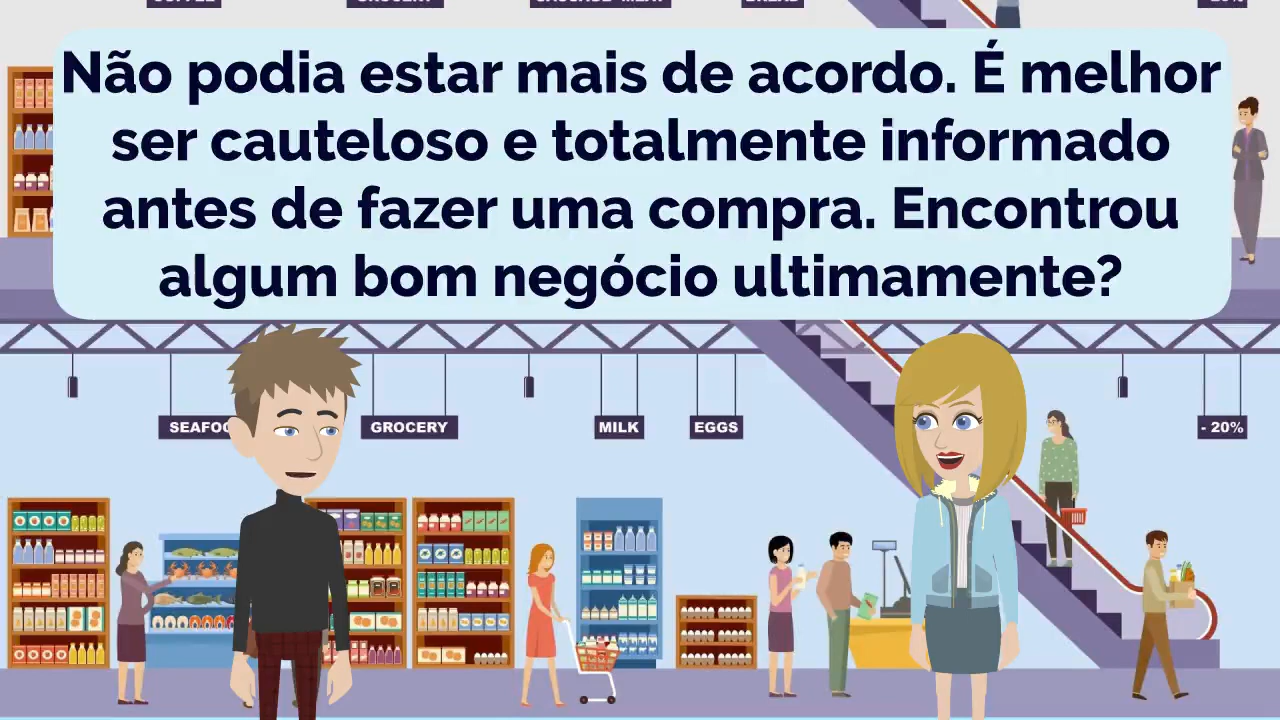 Não podia estar mais de acordo. É melhor
ser cauteloso e totalmente informado
antes de fazer uma compra. Encontrou
algum bom negócio ultimamente?
GROCERY
MILK
EGGS
- 20%